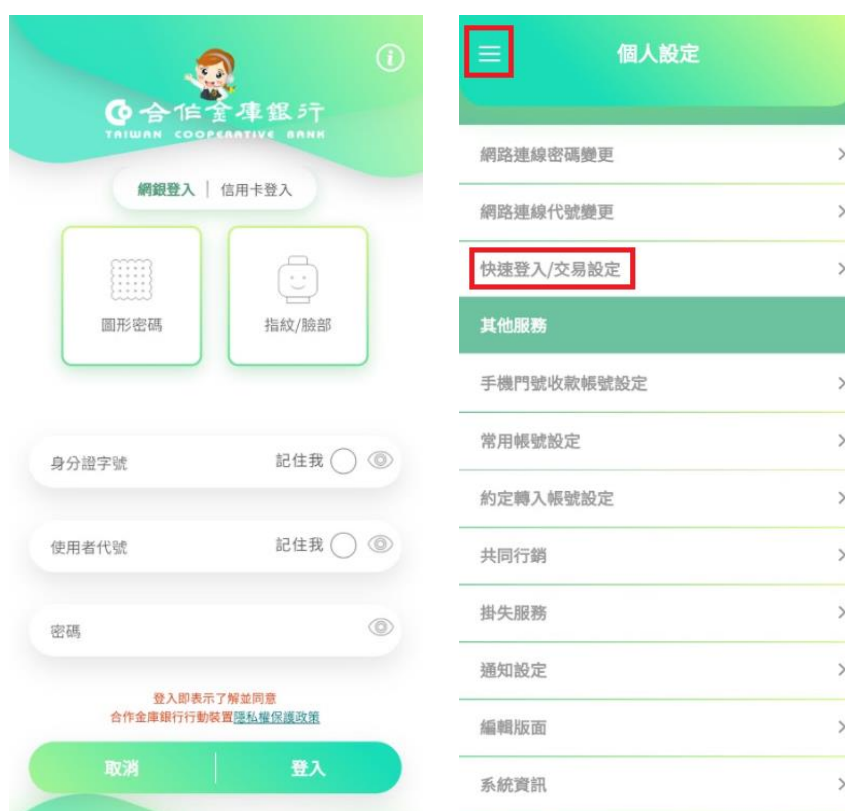 合作金庫銀行
TAIWAN COOPERATIVE BANK
網銀登入 | 信用卡登入
圖形密碼
指紋/臉部
身分證字號 記住我
使用者代號 記住我
密碼
登入即表示了解並同意
合作金庫銀行行動裝置隱私權保護政策
取消 登入
個人設定
網路連線密碼變更
網路連線代號變更
快速登入/交易設定
其他服務
手機門號收款帳號設定
常用帳號設定
約定轉入帳號設定
共同行銷
掛失服務
通知設定
編輯版面
系統資訊